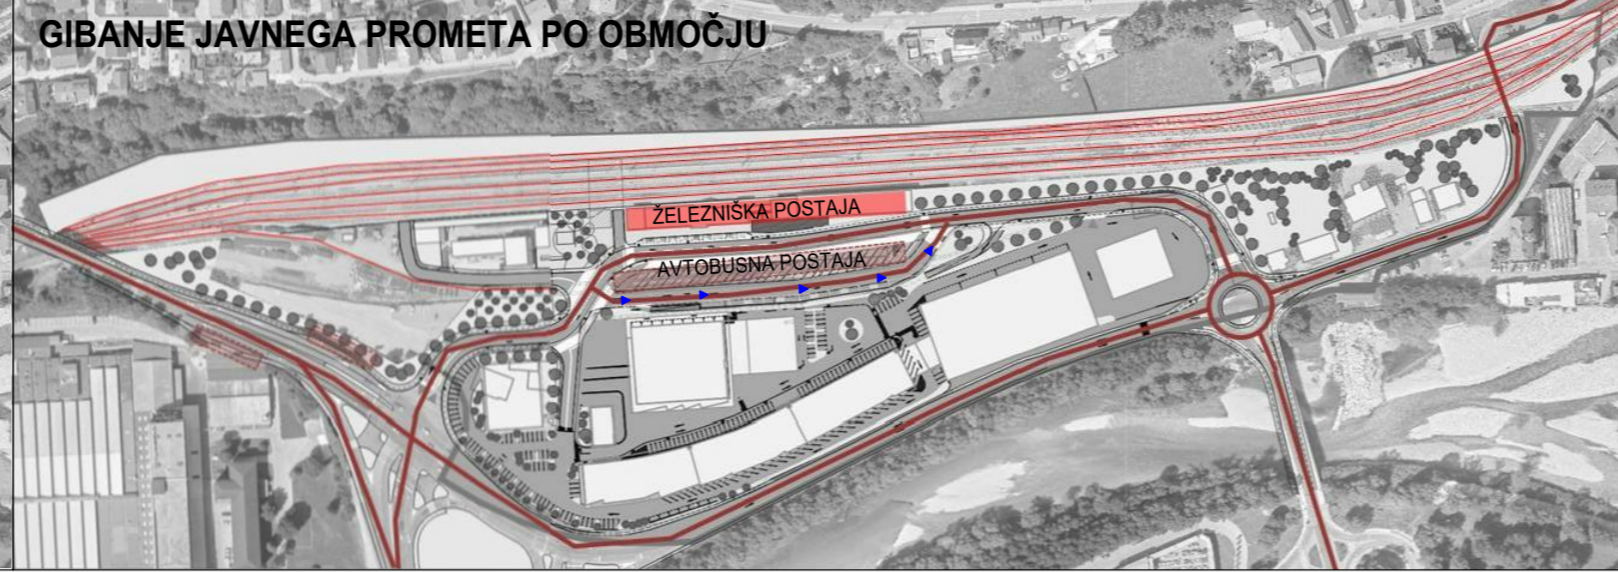 GIBANJE JAVNEGA PROMETA PO OBMOČJU
ŽELEZNIŠKA POSTAJA
AVTOBUSNA POSTAJA